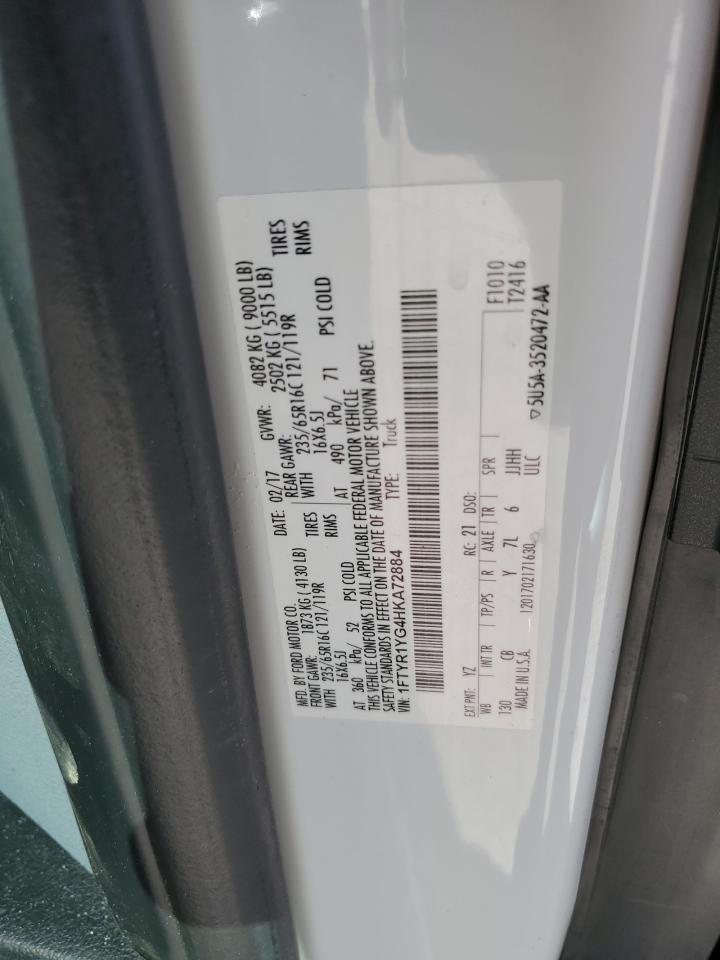 MFD. BY FORD MOTOR CO.
DATE: 02/17 GVWR: 4082 KG ( 9000 LB)
FRONT GAWR: 1873 KG ( 4130 LB)
REAR GAWR: 2502 KG ( 5515 LB)
WITH 235/65R16C 121/119R TIRES
WITH 235/65R16C 121/119R TIRES
16X6.5J RIMS
16X6.5J RIMS
AT 360 kPa/ 52 PSI COLD
AT 490 kPa/ 71 PSI COLD
THIS VEHICLE CONFORMS TO ALL APPLICABLE FEDERAL MOTOR VEHICLE
SAFETY STANDARDS IN EFFECT ON THE DATE OF MANUFACTURE SHOWN ABOVE.
VIN: 1FTYR1YG4HKA72884
TYPE: Truck
EXT PNT: YZ RC: 21 DSO: F1010
WB INT TR TP/PS R AXLE TR SPR T2416
130 CB Y 7L 6 JJHH
MADE IN U.S.A. 1201702171630 ULC
▽5U5A-3520472-AA